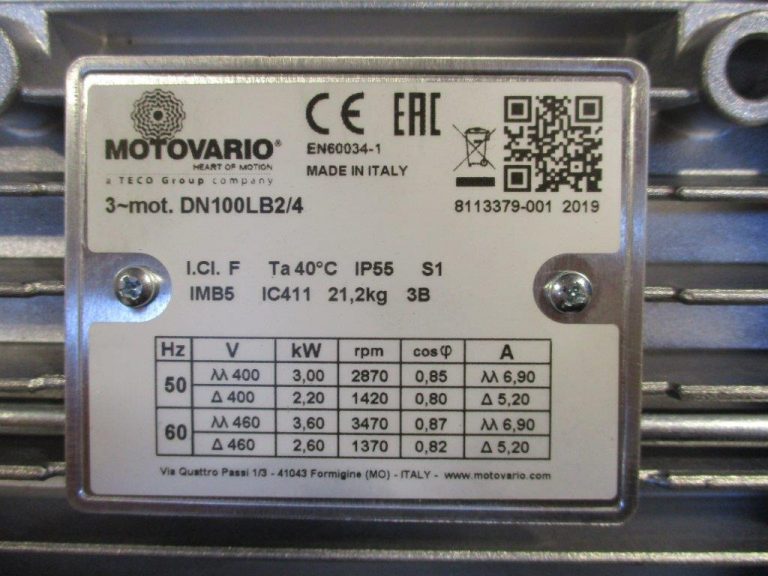 MOTOVARIO®
HEART OF MOTION
a TECO Group company
3~mot. DN100LB2/4
CE EAC
EN60034-1
MADE IN ITALY
8113379-001 2019
I.Cl. F Ta 40°C IP55 S1
IMB5 IC411 21,2kg 3B
Hz V kW rpm cosφ A
50 λλ 400 3,00 2870 0,85 λλ 6,90
Δ 400 2,20 1420 0,80 Δ 5,20
60 λλ 460 3,60 3470 0,87 λλ 6,90
Δ 460 2,60 1370 0,82 Δ 5,20
Via Quattro Passi 1/3 - 41043 Formigine (MO) - ITALY - www.motovario.com